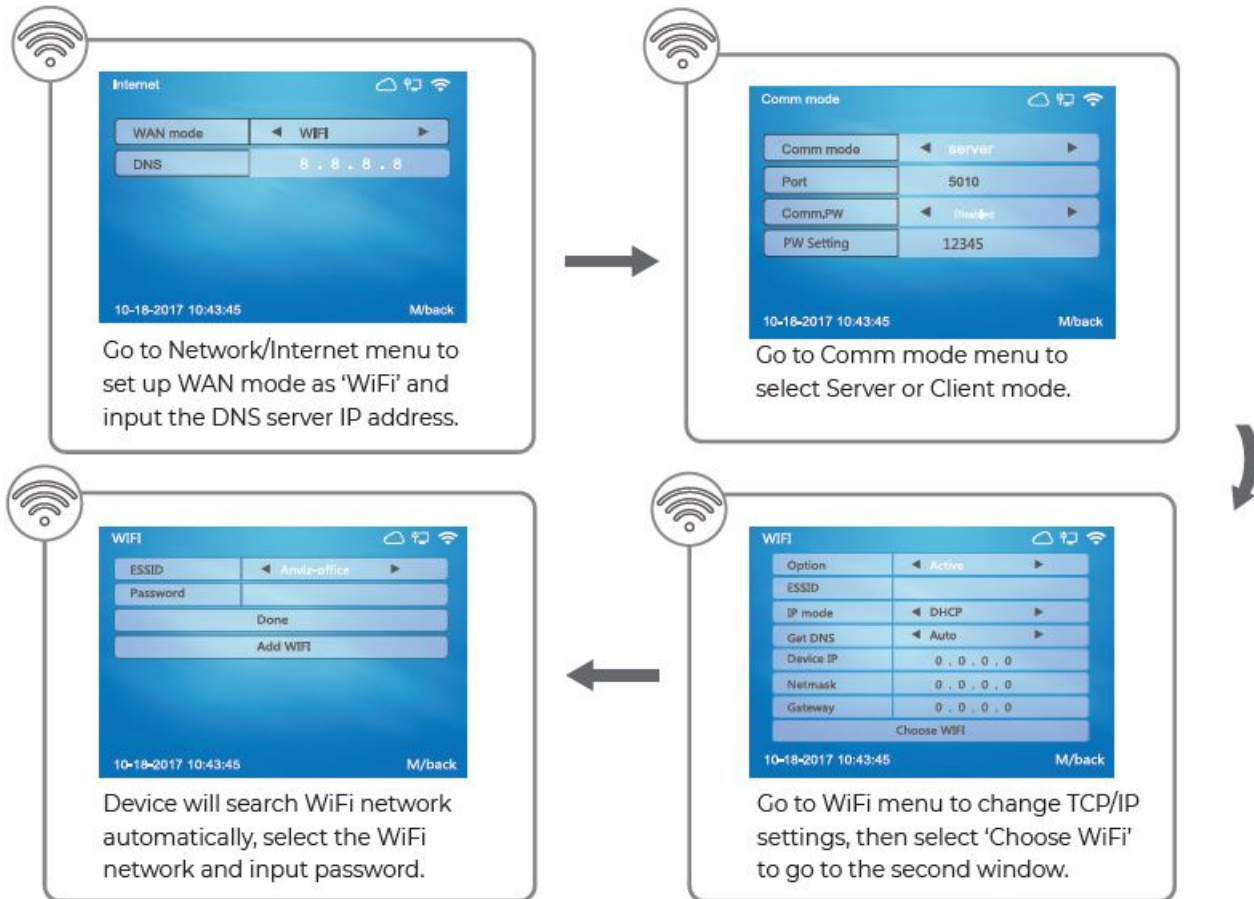 Internet
WAN mode WIFI
DNS 8 . 8 . 8 . 8
10-18-2017 10:43:45 M/back
Go to Network/Internet menu to
set up WAN mode as ‘WiFi’ and
input the DNS server IP address.
Comm mode
Comm mode server
Port 5010
Comm.PW Disabled
PW Setting 12345
10-18-2017 10:43:45 M/back
Go to Comm mode menu to
select Server or Client mode.
WIFI
Option Active
ESSID
IP mode DHCP
Get DNS Auto
Device IP 0 . 0 . 0 . 0
Netmask 0 . 0 . 0 . 0
Gateway 0 . 0 . 0 . 0
Choose WIFI
10-18-2017 10:43:45 M/back
Go to WiFi menu to change TCP/IP
settings, then select ‘Choose WiFi’
to go to the second window.
WIFI
ESSID Anviz-office
Password
Done
Add WIFI
10-18-2017 10:43:45 M/back
Device will search WiFi network
automatically, select the WiFi
network and input password.